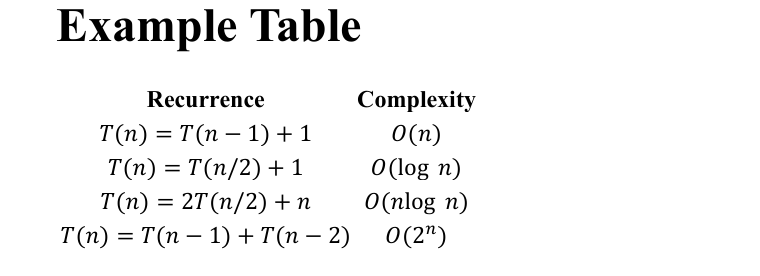 Example Table
Recurrence Complexity
T(n) = T(n − 1) + 1 O(n)
T(n) = T(n/2) + 1 O(log n)
T(n) = 2T(n/2) + n O(nlog n)
T(n) = T(n − 1) + T(n − 2) O(2ⁿ)